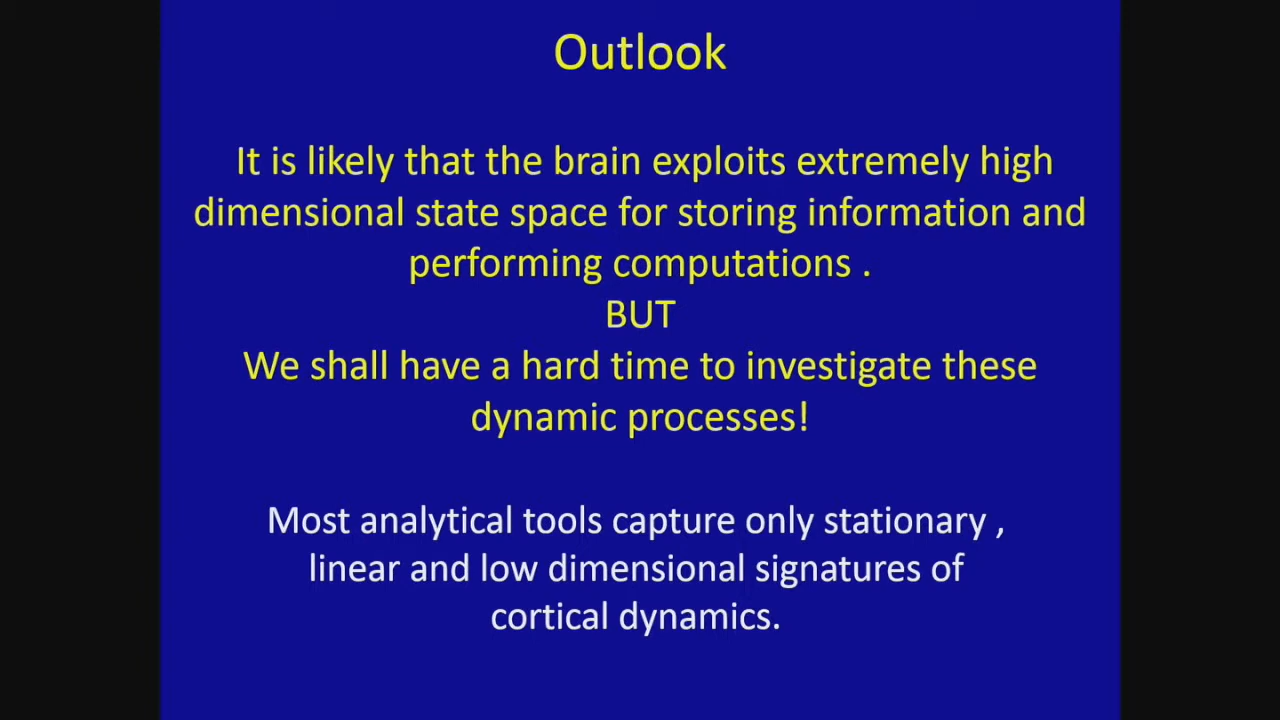 Outlook
It is likely that the brain exploits extremely high
dimensional state space for storing information and
performing computations .
BUT
We shall have a hard time to investigate these
dynamic processes!
Most analytical tools capture only stationary ,
linear and low dimensional signatures of
cortical dynamics.